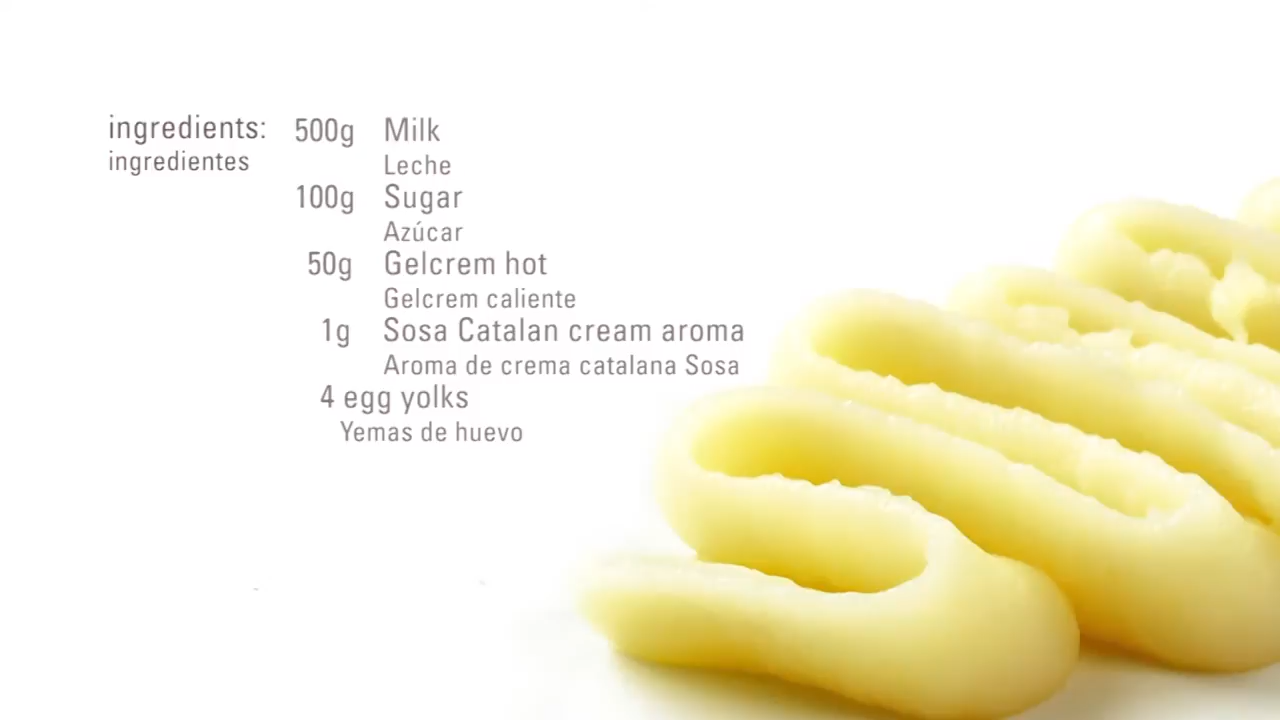 ingredients: 500g Milk
ingredientes Leche
100g Sugar
Azúcar
50g Gelcrem hot
Gelcrem caliente
1g Sosa Catalan cream aroma
Aroma de crema catalana Sosa
4 egg yolks
Yemas de huevo